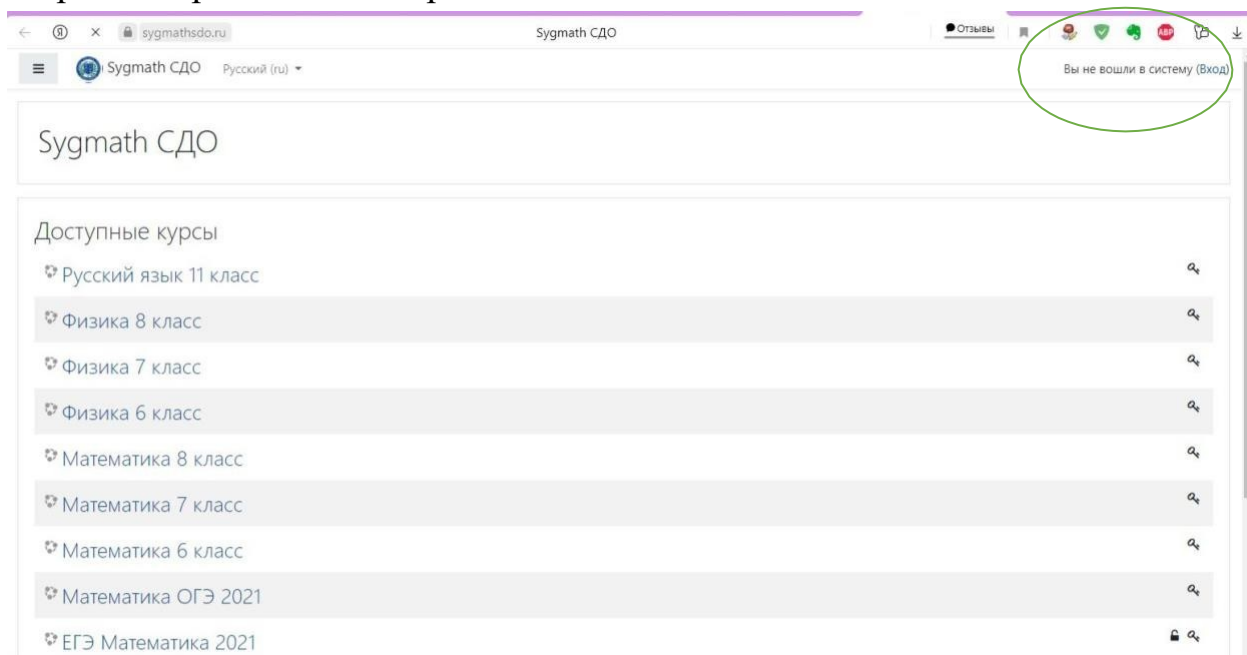 sygmathsdo.ru Sygmath СДО Отзывы ABP
Sygmath СДО Русский (ru) Вы не вошли в систему (Вход)
Sygmath СДО
Доступные курсы
Русский язык 11 класс
Физика 8 класс
Физика 7 класс
Физика 6 класс
Математика 8 класс
Математика 7 класс
Математика 6 класс
Математика ОГЭ 2021
ЕГЭ Математика 2021